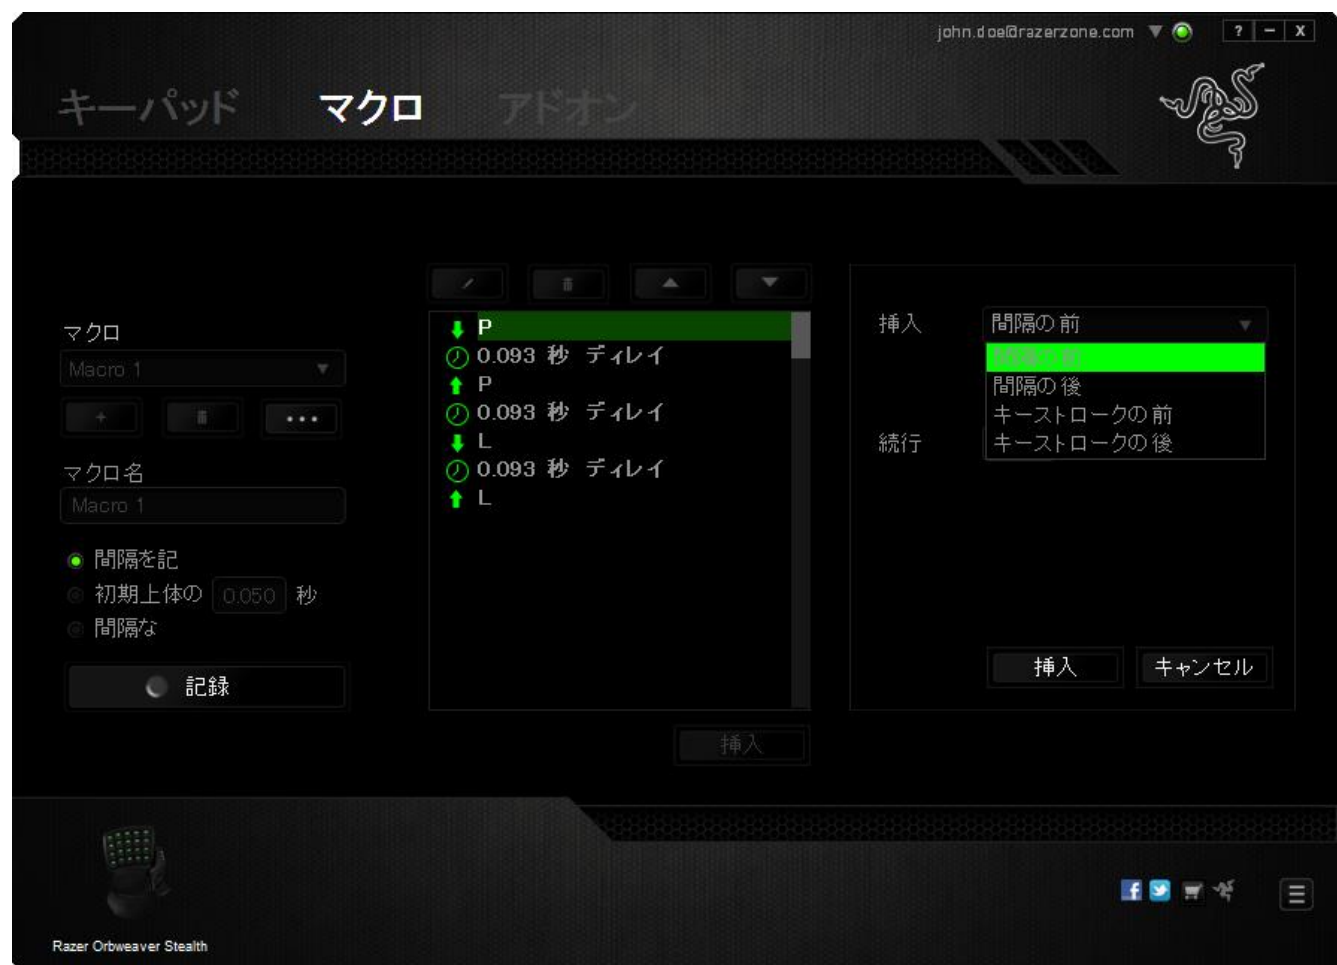 john.doe@razerzone.com
? - X
キーパッド マクロ アドオン
マクロ
Macro 1
+
...
マクロ名
Macro 1
間隔を記
初期上体の 0.050 秒
間隔な
記録
P
0.093 秒 ディレイ
P
0.093 秒 ディレイ
L
0.093 秒 ディレイ
L
挿入
挿入 間隔の前
間隔の前
間隔の後
キーストロークの前
キーストロークの後
続行
挿入 キャンセル
Razer Orbweaver Stealth